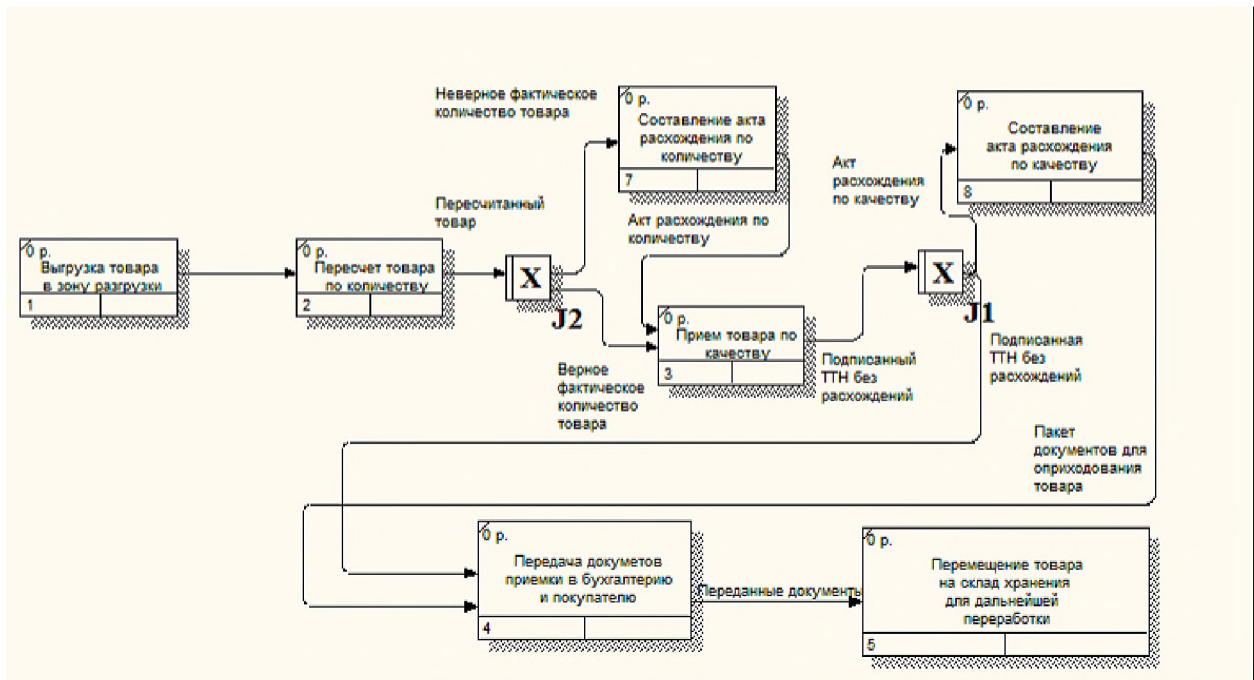 Неверное фактическое
количество товара
0 р.
Составление акта
расхождения по
количеству
7
0 р.
Составление
акта расхождения
по качеству
8
Акт
расхождения
по качеству
Пересчитанный
товар
Акт расхождения по
количеству
0 р.
Выгрузка товара
в зону разгрузки
1
0 р.
Пересчет товара
по количеству
2
X
J2
X
J1
0 р.
Прием товара по
качеству
3
Верное
фактическое
количество
товара
Подписанный
ТТН без
расхождений
Подписанная
ТТН без
расхождений
Пакет
документов для
оприходования
товара
0 р.
Передача докуметов
приемки в бухгалтерию
и покупателю
4
Переданные документы
0 р.
Перемещение товара
на склад хранения
для дальнейшей
переработки
5